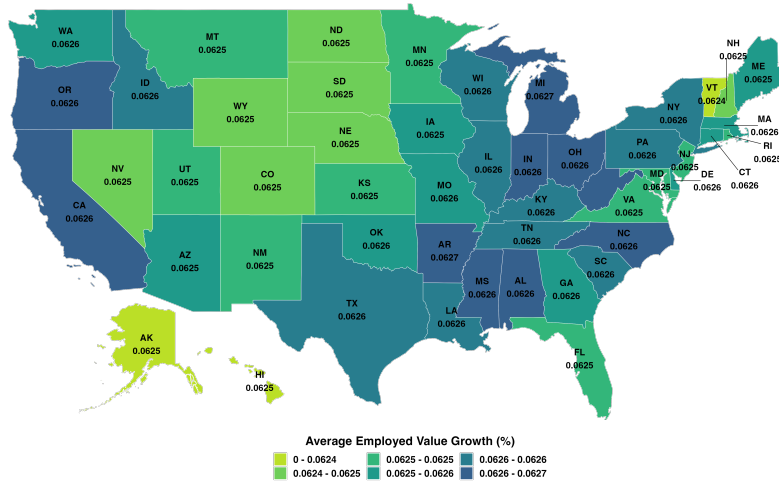 WA
0.0626
OR
0.0626
CA
0.0626
ID
0.0626
NV
0.0625
MT
0.0625
WY
0.0625
UT
0.0625
CO
0.0625
AZ
0.0625
NM
0.0625
ND
0.0625
SD
0.0625
NE
0.0625
KS
0.0625
OK
0.0625
TX
0.0626
MN
0.0625
IA
0.0625
MO
0.0625
AR
0.0627
LA
0.0626
WI
0.0626
IL
0.0626
MI
0.0627
IN
0.0626
OH
0.0626
KY
0.0626
TN
0.0626
MS
0.0626
AL
0.0626
GA
0.0626
FL
0.0625
SC
0.0626
NC
0.0626
VA
0.0625
MD
0.0625
DE
0.0626
NJ
0.0625
PA
0.0626
NY
0.0626
CT
0.0626
RI
0.0625
MA
0.0626
VT
0.0624
NH
0.0625
ME
0.0625
AK
0.0625
HI
0.0625
Average Employed Value Growth (%)
0 - 0.0624
0.0625 - 0.0625
0.0626 - 0.0626
0.0624 - 0.0625
0.0625 - 0.0626
0.0626 - 0.0627